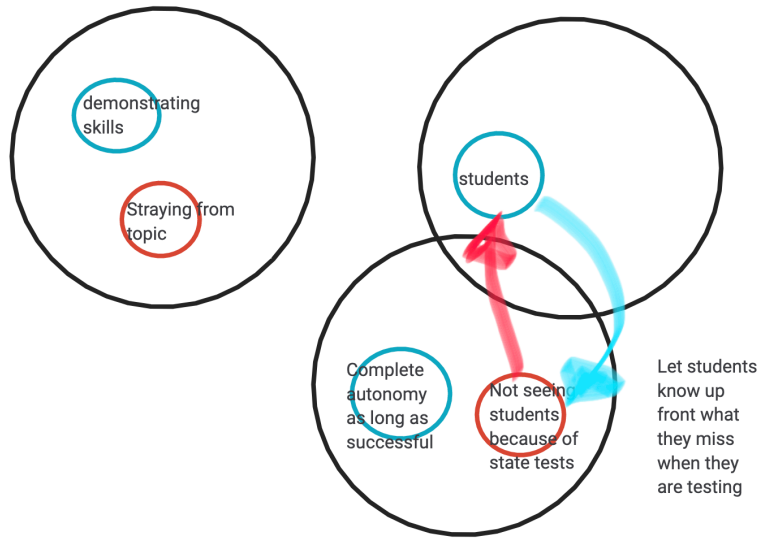 demonstrating
skills
Straying from
topic
students
Complete
autonomy
as long as
successful
Not seeing
students
because of
state tests
Let students
know up
front what
they miss
when they
are testing